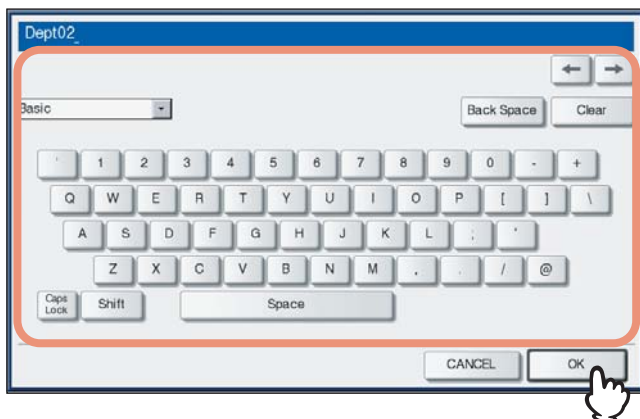 Dept02_
← →
Basic Back Space Clear
' 1 2 3 4 5 6 7 8 9 0 - +
Q W E R T Y U I O P [ ] \
A S D F G H J K L ; '
Z X C V B N M , . / @
Caps Lock Shift Space
CANCEL OK